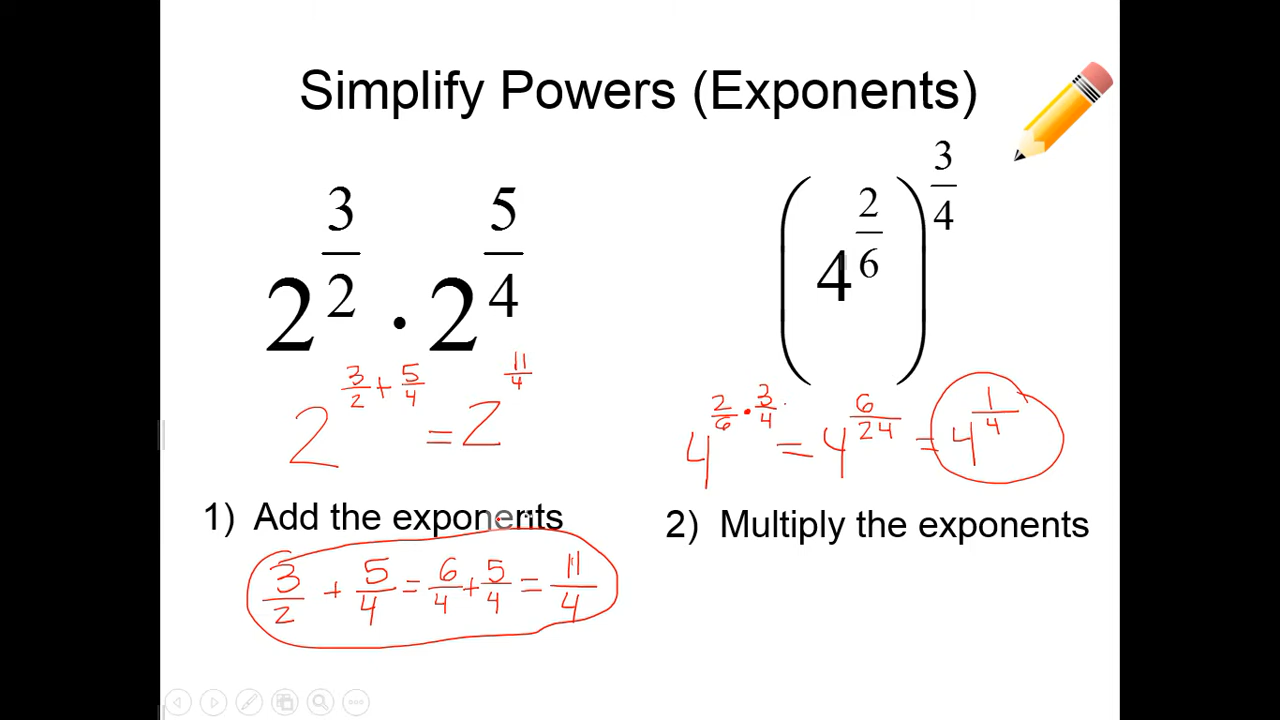 Simplify Powers (Exponents)
2^(3/2) · 2^(5/4)
2^(3/2 + 5/4) = 2^(11/4)
1) Add the exponents
3/2 + 5/4 = 6/4 + 5/4 = 11/4
(4^(2/6))^(3/4)
4^(2/6 · 3/4) = 4^(6/24) = 4^(1/4)
2) Multiply the exponents